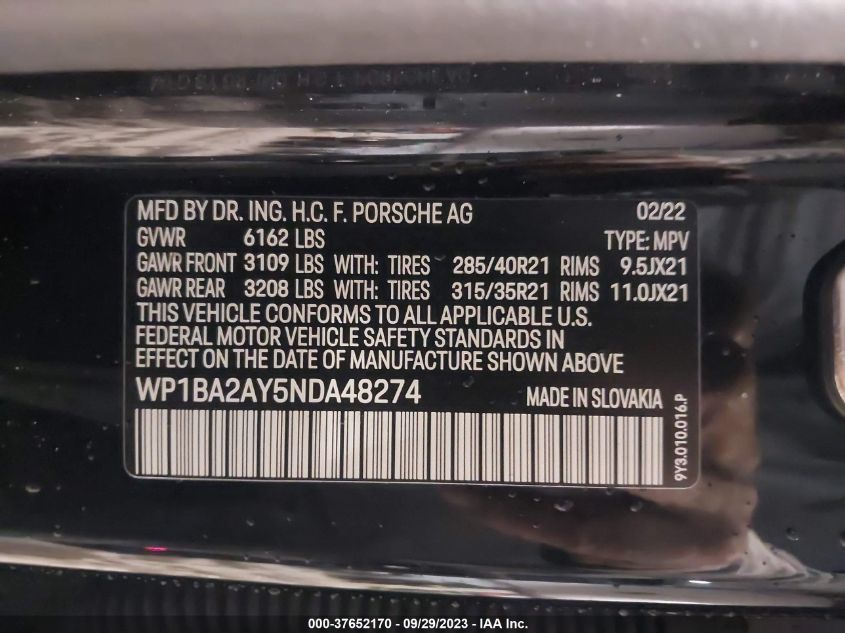 MFD BY DR. ING. H.C. F. PORSCHE AG 02/22
GVWR 6162 LBS TYPE: MPV
GAWR FRONT 3109 LBS WITH: TIRES 285/40R21 RIMS 9.5JX21
GAWR REAR 3208 LBS WITH: TIRES 315/35R21 RIMS 11.0JX21
THIS VEHICLE CONFORMS TO ALL APPLICABLE U.S.
FEDERAL MOTOR VEHICLE SAFETY STANDARDS IN
EFFECT ON THE DATE OF MANUFACTURE SHOWN ABOVE
WP1BA2AY5NDA48274 MADE IN SLOVAKIA
9Y3.010.016.P
000-37652170 - 09/29/2023 - IAA Inc.